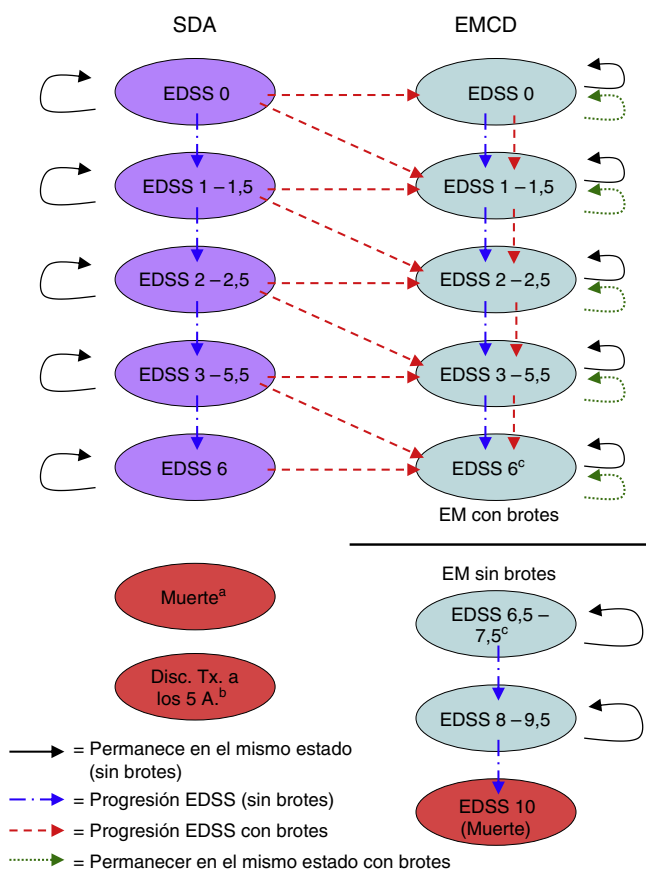 SDA
EMCD
EDSS 0
EDSS 0
EDSS 1 – 1,5
EDSS 1 – 1,5
EDSS 2 – 2,5
EDSS 2 – 2,5
EDSS 3 – 5,5
EDSS 3 – 5,5
EDSS 6
EDSS 6c
EM con brotes
EM sin brotes
Muertea
EDSS 6,5 –
7,5c
Disc. Tx. a
los 5 A.b
EDSS 8 – 9,5
EDSS 10
(Muerte)
= Permanece en el mismo estado
(sin brotes)
= Progresión EDSS (sin brotes)
= Progresión EDSS con brotes
= Permanecer en el mismo estado con brotes